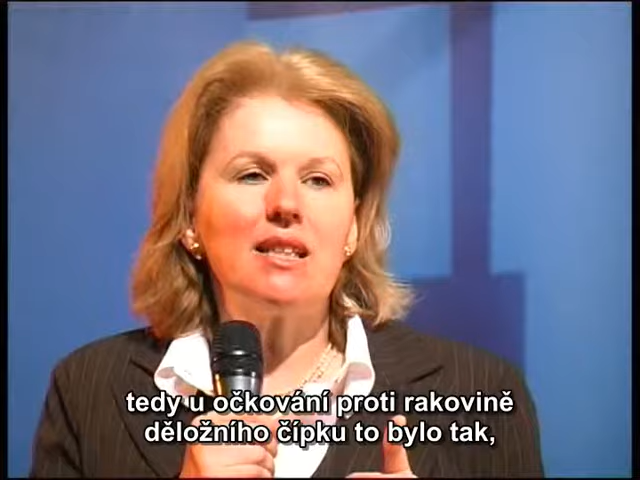 tedy u očkování proti rakovině
děložního čípku to bylo tak,